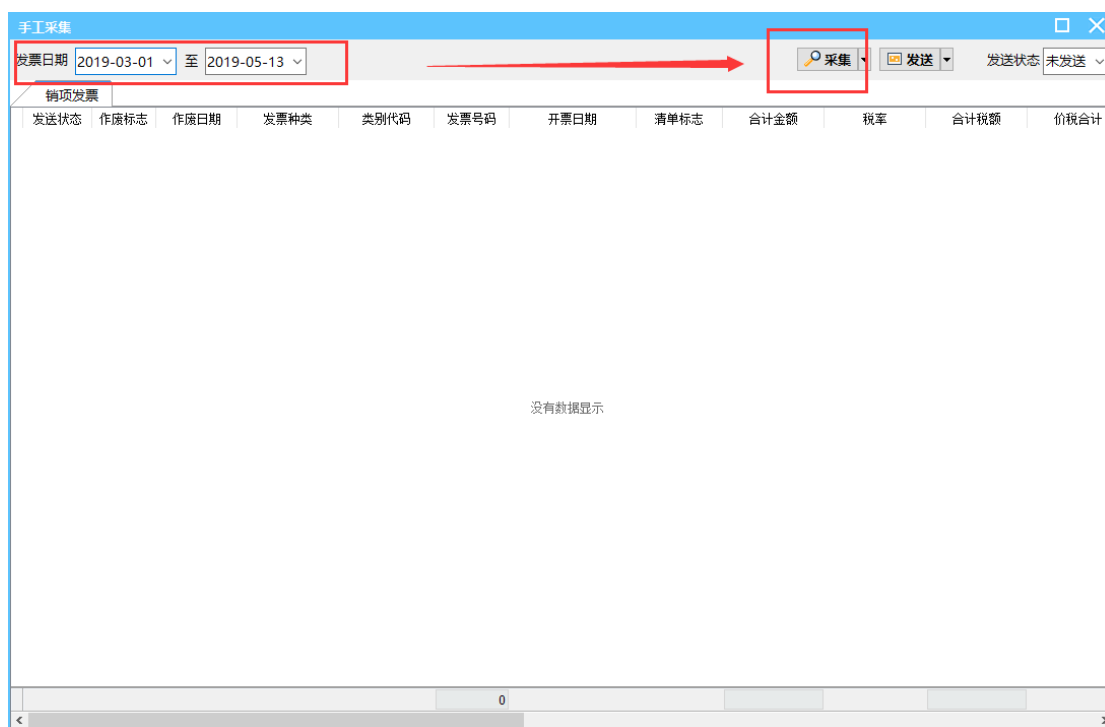 手工采集
发票日期 2019-03-01 至 2019-05-13 采集 发送 发送状态 未发送
销项发票
发送状态 作废标志 作废日期 发票种类 类别代码 发票号码 开票日期 清单标志 合计金额 税率 合计税额 价税合计
没有数据显示
0